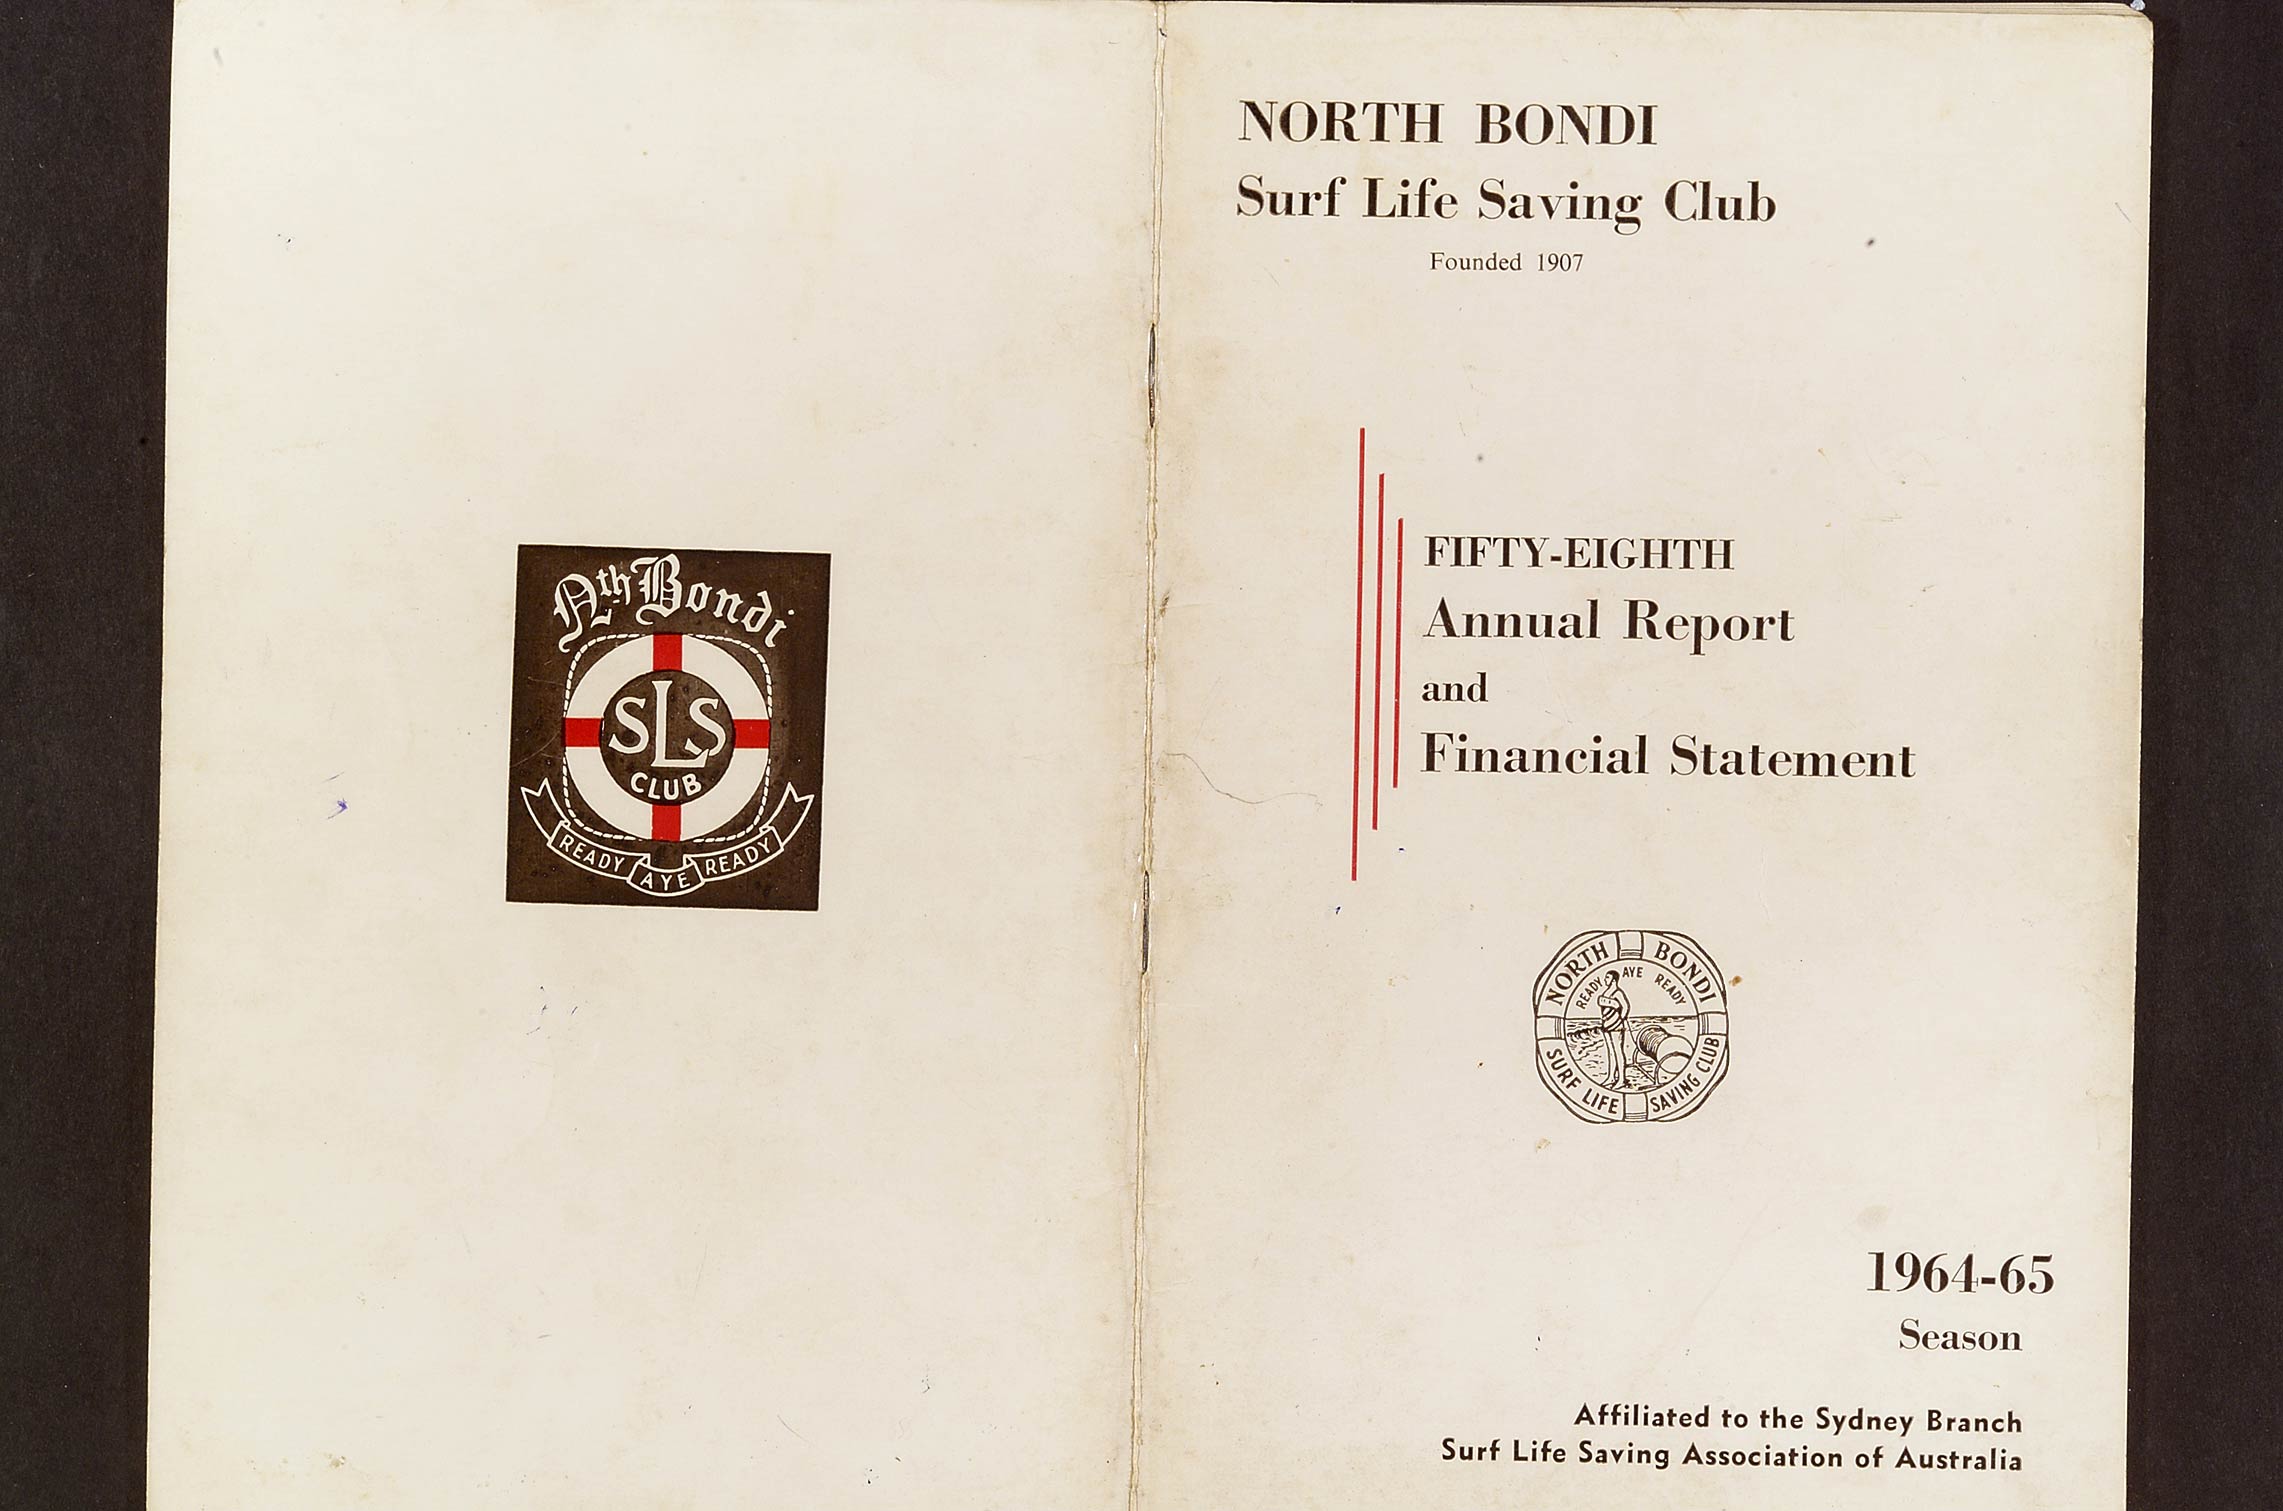 Nth Bondi
SLS
CLUB
READY AYE READY
NORTH BONDI
Surf Life Saving Club
Founded 1907
FIFTY-EIGHTH
Annual Report
and
Financial Statement
NORTH BONDI
READY AYE READY
SURF LIFE SAVING CLUB
1964-65
Season
Affiliated to the Sydney Branch
Surf Life Saving Association of Australia